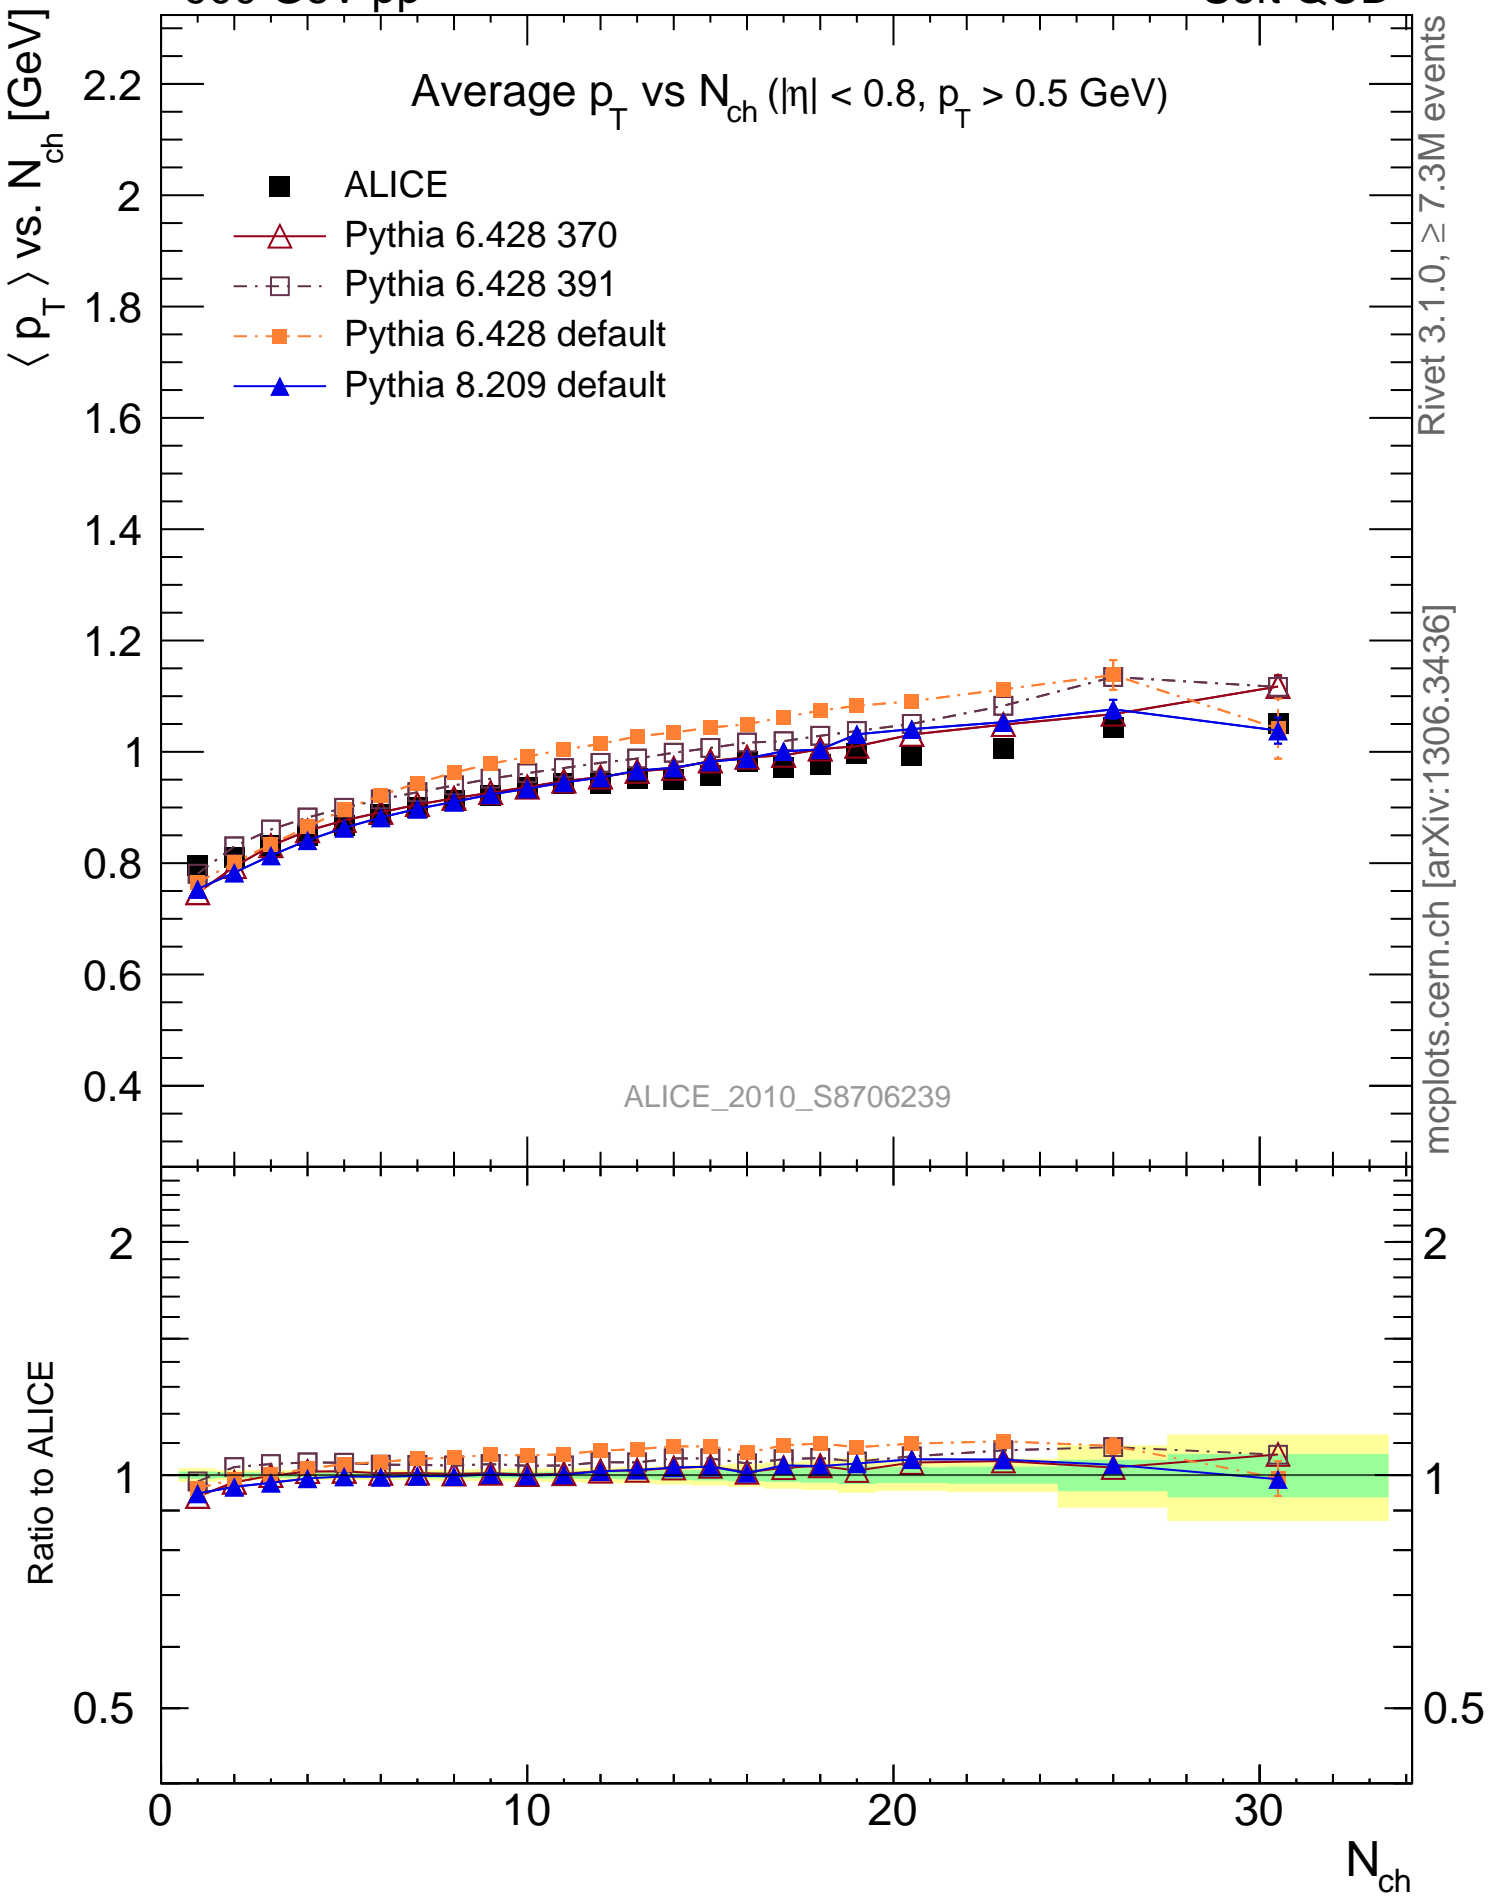 ⟨ p_T ⟩ vs. N_ch [GeV]
Average p_T vs N_ch (|η| < 0.8, p_T > 0.5 GeV)
ALICE
Pythia 6.428 370
Pythia 6.428 391
Pythia 6.428 default
Pythia 8.209 default
2.2
2
1.8
1.6
1.4
1.2
1
0.8
0.6
0.4
ALICE_2010_S8706239
Rivet 3.1.0, ≥ 7.3M events
mcplots.cern.ch [arXiv:1306.3436]
Ratio to ALICE
2
1
0.5
2
1
0.5
0
10
20
30
N_ch